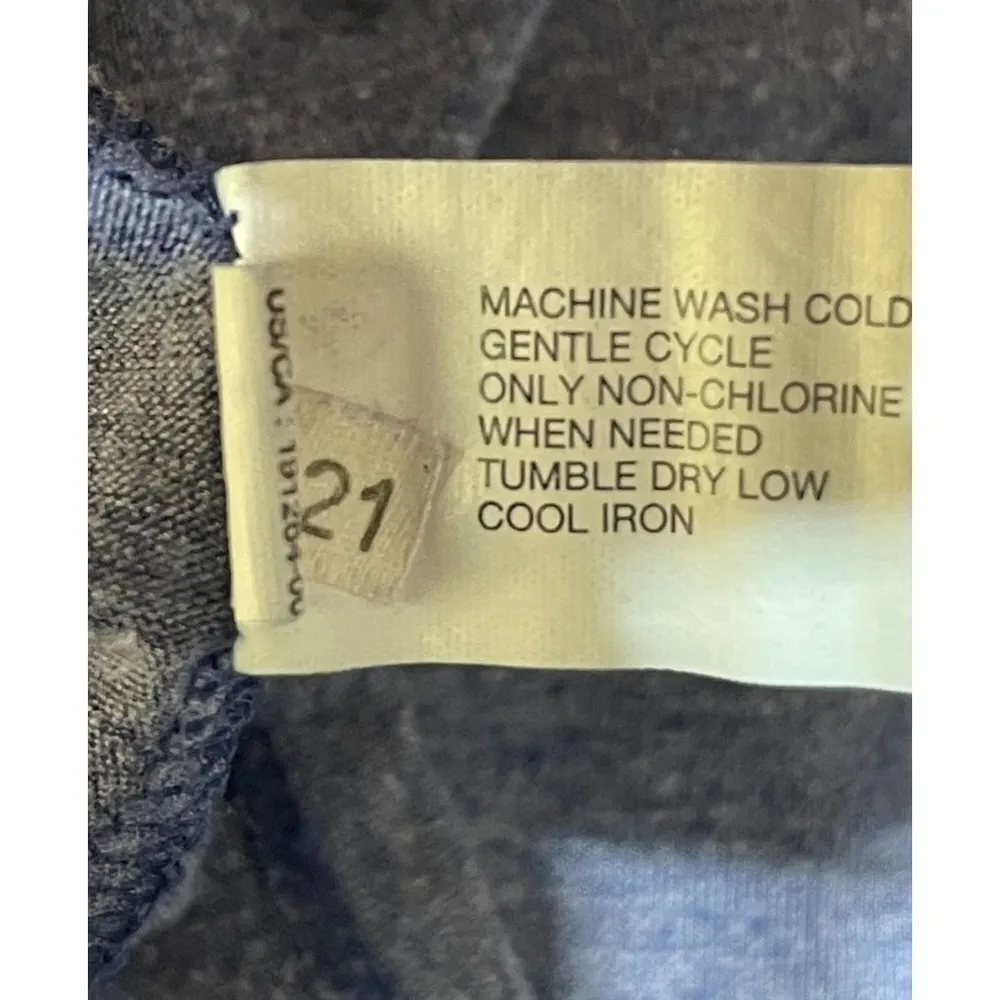 MACHINE WASH COLD
GENTLE CYCLE
ONLY NON-CHLORINE
WHEN NEEDED
TUMBLE DRY LOW
COOL IRON
21